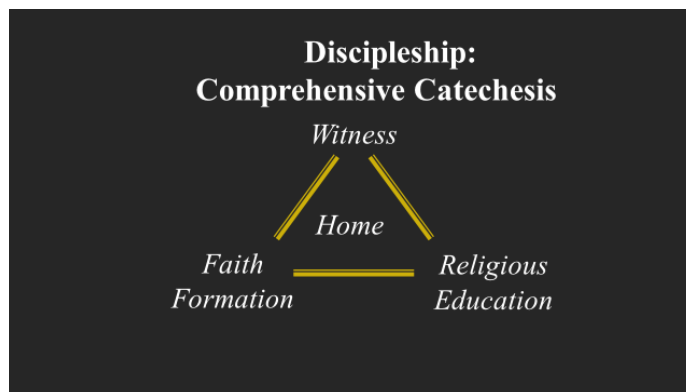 Discipleship:
Comprehensive Catechesis
Witness
Home
Faith
Formation
Religious
Education